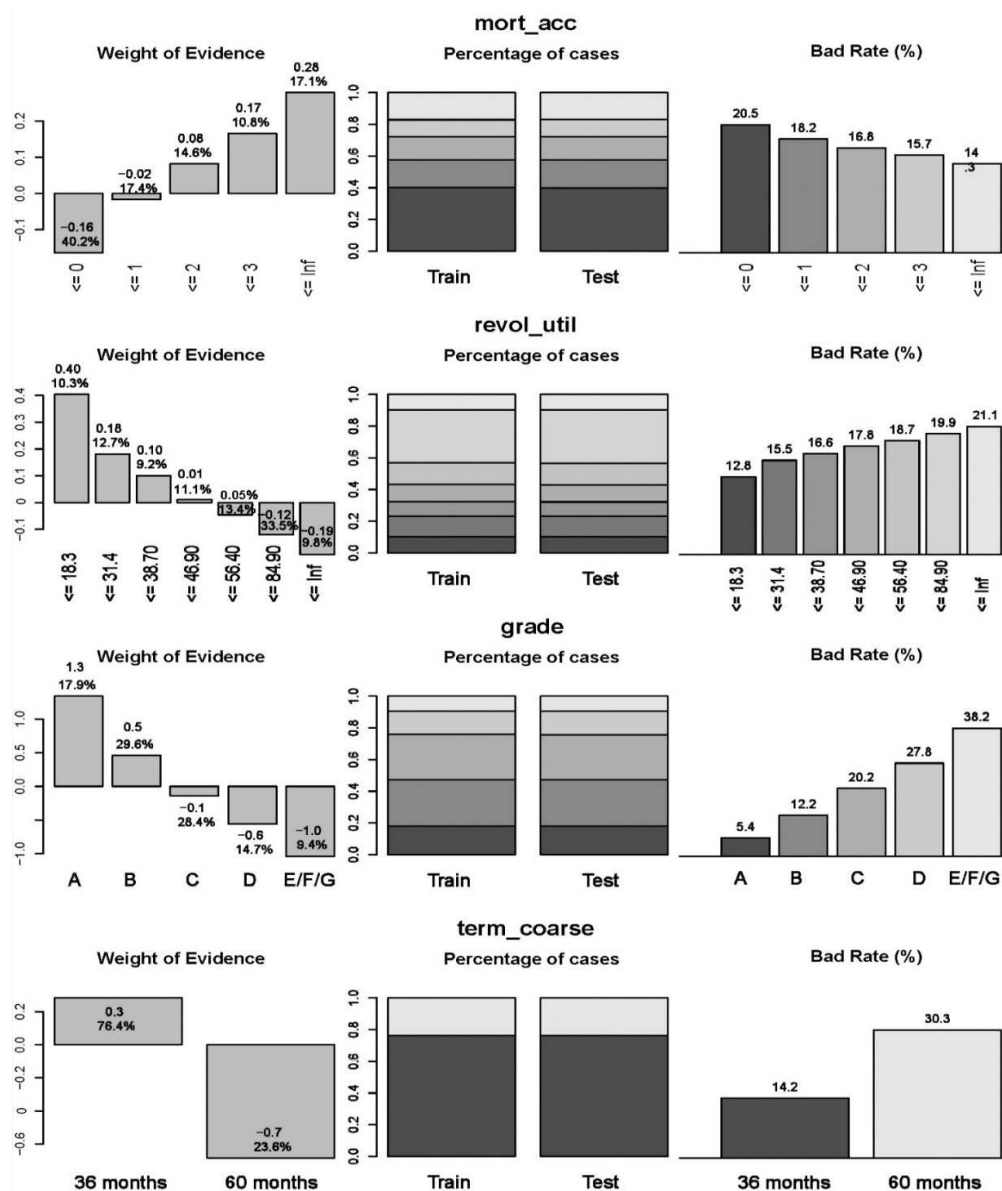 mort_acc
Weight of Evidence
Percentage of cases
Bad Rate (%)
0.28
17.1%
0.17
10.8%
0.08
14.6%
−0.02
17.4%
−0.16
40.2%
0.2
0.1
0.0
−0.1
<= 0
<= 1
<= 2
<= 3
<= Inf
1.0
0.8
0.6
0.4
0.2
0.0
Train
Test
20.5
18.2
16.8
15.7
14
.3
<= 0
<= 1
<= 2
<= 3
<= Inf
revol_util
Weight of Evidence
Percentage of cases
Bad Rate (%)
0.40
10.3%
0.18
12.7%
0.10
9.2%
0.01
11.1%
0.05%
13.4%
−0.12
33.5%
−0.19
9.8%
0.4
0.3
0.2
0.1
0
−0.1
<= 18.3
<= 31.4
<= 38.70
<= 46.90
<= 56.40
<= 84.90
<= Inf
1.0
0.8
0.6
0.4
0.2
0.0
Train
Test
12.8
15.5
16.6
17.8
18.7
19.9
21.1
<= 18.3
<= 31.4
<= 38.70
<= 46.90
<= 56.40
<= 84.90
<= Inf
grade
Weight of Evidence
Percentage of cases
Bad Rate (%)
1.3
17.9%
0.5
29.6%
−0.1
28.4%
−0.6
14.7%
−1.0
9.4%
1.0
0.5
0.0
−1.0
A
B
C
D
E/F/G
1.0
0.8
0.6
0.4
0.2
0.0
Train
Test
5.4
12.2
20.2
27.8
38.2
A
B
C
D
E/F/G
term_coarse
Weight of Evidence
Percentage of cases
Bad Rate (%)
0.3
76.4%
−0.7
23.6%
0.2
0.0
−0.2
0
−0.6
36 months
60 months
1.0
0.8
0.6
0.4
0.2
0.0
Train
Test
14.2
30.3
36 months
60 months